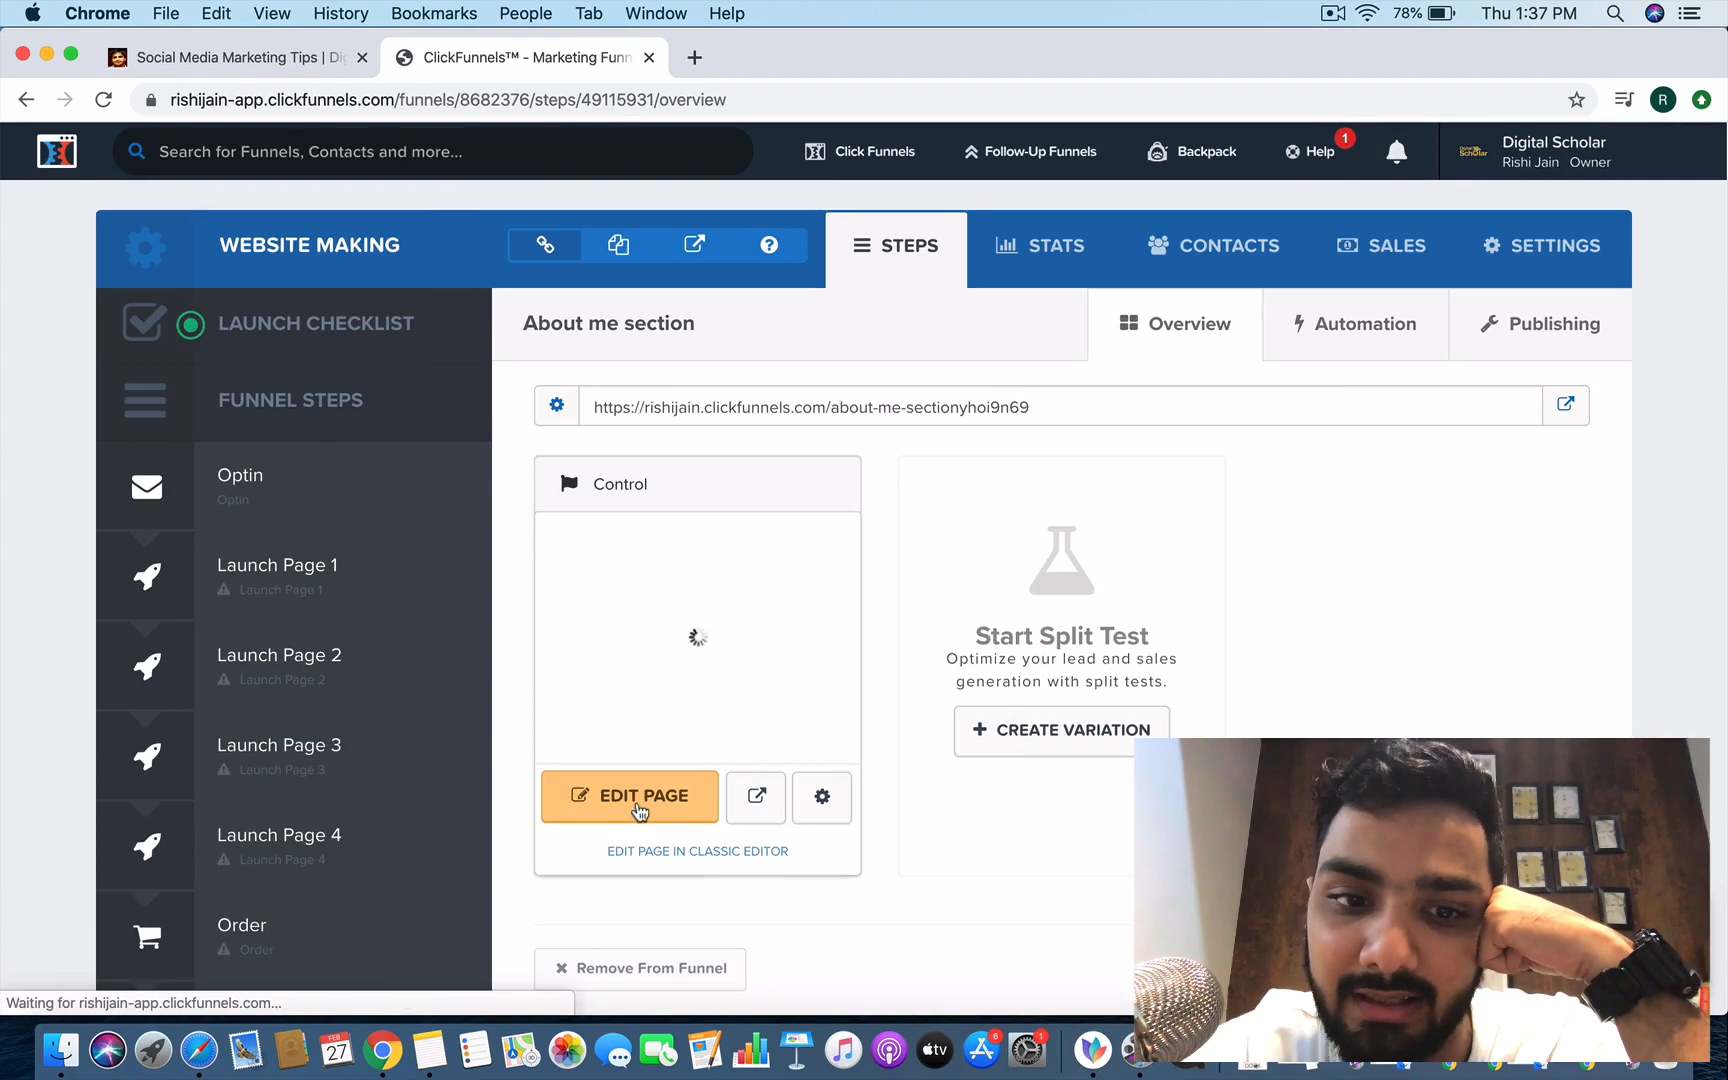 Chrome File Edit View History Bookmarks People Tab Window Help
78% Thu 1:37 PM
Social Media Marketing Tips | Dig
ClickFunnels™ - Marketing Funn
rishijain-app.clickfunnels.com/funnels/8682376/steps/49115931/overview
R
Search for Funnels, Contacts and more...
Click Funnels
Follow-Up Funnels
Backpack
Help
1
Digital Scholar
Rishi Jain Owner
WEBSITE MAKING
STEPS
STATS
CONTACTS
SALES
SETTINGS
LAUNCH CHECKLIST
About me section
Overview
Automation
Publishing
FUNNEL STEPS
https://rishijain.clickfunnels.com/about-me-sectionyhoi9n69
Optin
Optin
Control
Launch Page 1
Launch Page 1
Launch Page 2
Launch Page 2
Start Split Test
Optimize your lead and sales
generation with split tests.
CREATE VARIATION
Launch Page 3
Launch Page 3
EDIT PAGE
EDIT PAGE IN CLASSIC EDITOR
Launch Page 4
Launch Page 4
Order
Order
Remove From Funnel
Waiting for rishijain-app.clickfunnels.com...
FEB
27
tv
6
1